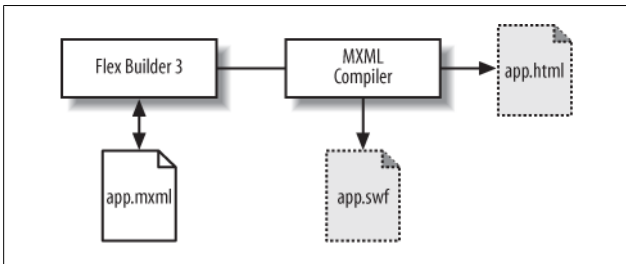 Flex Builder 3
MXML
Compiler
app.html
app.mxml
app.swf